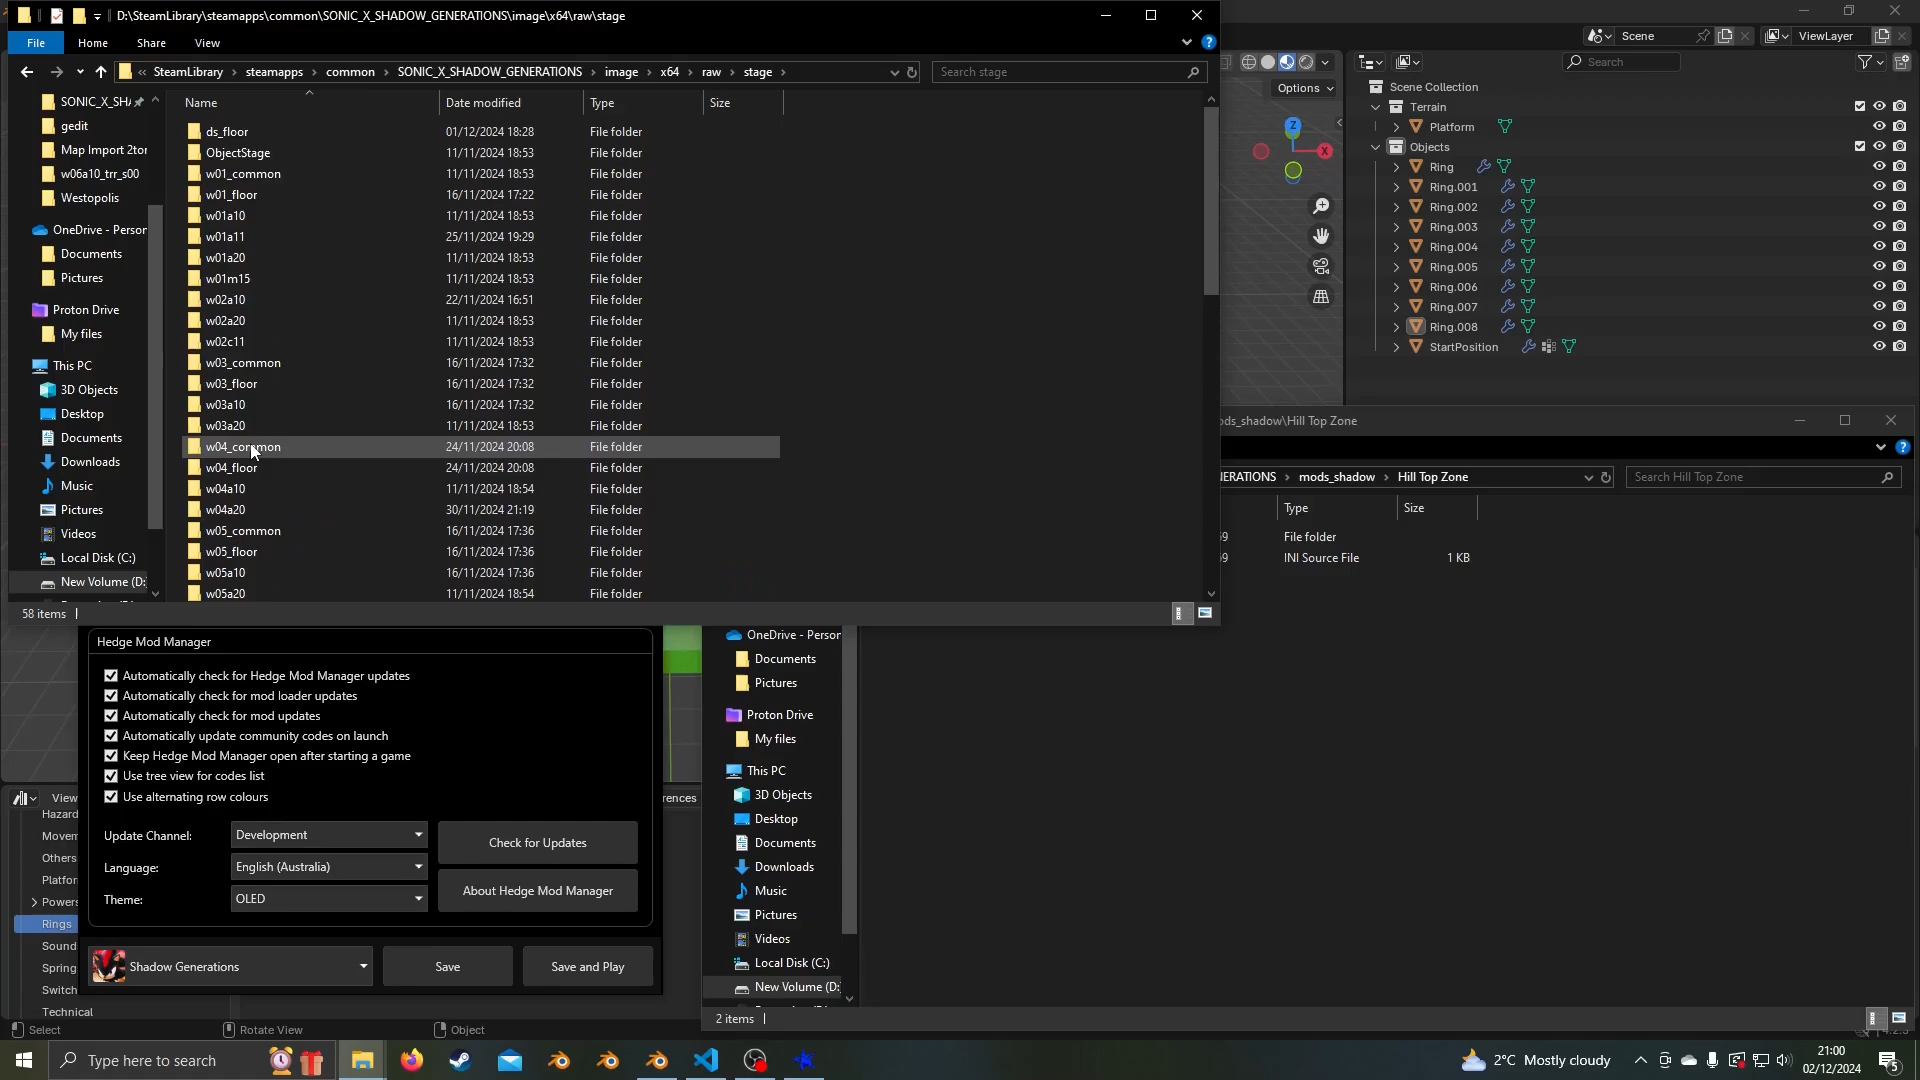 D:\SteamLibrary\steamapps\common\SONIC_X_SHADOW_GENERATIONS\image\x64\raw\stage
File Home Share View
« SteamLibrary › steamapps › common › SONIC_X_SHADOW_GENERATIONS › image › x64 › raw › stage ›
Search stage
Name Date modified Type Size
ds_floor 01/12/2024 18:28 File folder
ObjectStage 11/11/2024 18:53 File folder
w01_common 11/11/2024 18:53 File folder
w01_floor 16/11/2024 17:22 File folder
w01a10 11/11/2024 18:53 File folder
w01a11 25/11/2024 19:29 File folder
w01a20 11/11/2024 18:53 File folder
w01m15 11/11/2024 18:53 File folder
w02a10 22/11/2024 16:51 File folder
w02a20 11/11/2024 18:53 File folder
w02c11 11/11/2024 18:53 File folder
w03_common 16/11/2024 17:32 File folder
w03_floor 16/11/2024 17:32 File folder
w03a10 16/11/2024 17:32 File folder
w03a20 11/11/2024 18:53 File folder
w04_common 24/11/2024 20:08 File folder
w04_floor 24/11/2024 20:08 File folder
w04a10 11/11/2024 18:54 File folder
w04a20 30/11/2024 21:19 File folder
w05_common 16/11/2024 17:36 File folder
w05_floor 16/11/2024 17:36 File folder
w05a10 16/11/2024 17:36 File folder
w05a20 11/11/2024 18:54 File folder
SONIC_X_SH
gedit
Map Import 2tor
w06a10_trr_s00
Westopolis
OneDrive - Person
Documents
Pictures
Proton Drive
My files
This PC
3D Objects
Desktop
Documents
Downloads
Music
Pictures
Videos
Local Disk (C:)
New Volume (D:
58 items
Scene ViewLayer
Options
Search
Z
X
Scene Collection
Terrain
Platform
Objects
Ring
Ring.001
Ring.002
Ring.003
Ring.004
Ring.005
Ring.006
Ring.007
Ring.008
StartPosition
ods_shadow\Hill Top Zone
ERATIONS › mods_shadow › Hill Top Zone
Search Hill Top Zone
Type Size
9 File folder
9 INI Source File 1 KB
OneDrive - Person
Documents
Pictures
Proton Drive
My files
This PC
3D Objects
Desktop
Documents
Downloads
Music
Pictures
Videos
Local Disk (C:)
New Volume (D:
2 items
Hedge Mod Manager
Automatically check for Hedge Mod Manager updates
Automatically check for mod loader updates
Automatically check for mod updates
Automatically update community codes on launch
Keep Hedge Mod Manager open after starting a game
Use tree view for codes list
Use alternating row colours
Update Channel: Development Check for Updates
Language: English (Australia)
Theme: OLED About Hedge Mod Manager
Shadow Generations Save Save and Play
View
rences
Hazard
Movem
Others
Platfor
Powers
Rings
Sound
Spring
Switch
Technical
Select Rotate View Object
Type here to search
2°C Mostly cloudy
21:00
02/12/2024
5